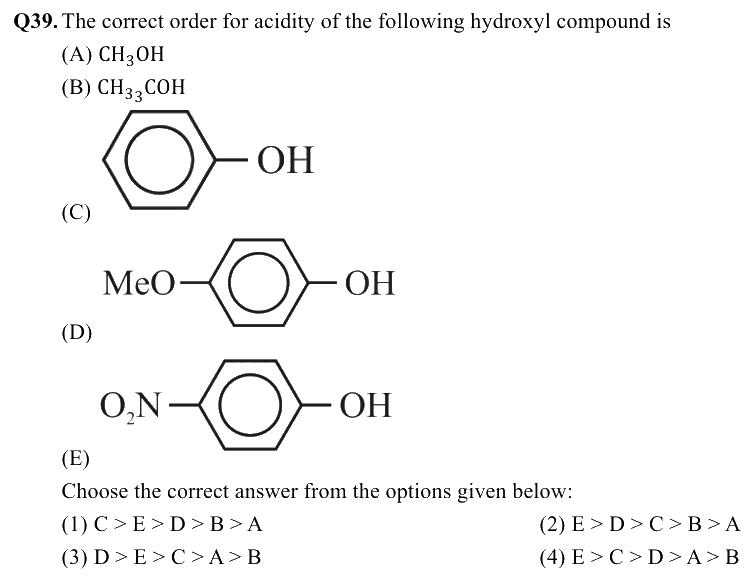 Q39. The correct order for acidity of the following hydroxyl compound is
(A) CH₃OH
(B) CH₃₃COH
OH
(C)
MeO OH
(D)
O₂N OH
(E)
Choose the correct answer from the options given below:
(1) C > E > D > B > A (2) E > D > C > B > A
(3) D > E > C > A > B (4) E > C > D > A > B